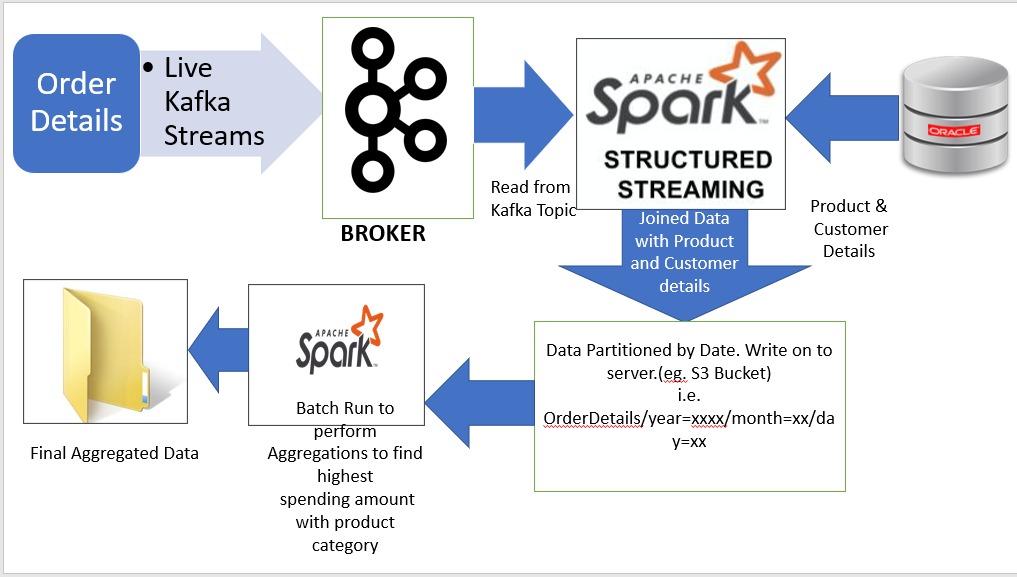 Order
Details
• Live
Kafka
Streams
BROKER
Read from
Kafka Topic
APACHE
Spark™
STRUCTURED
STREAMING
ORACLE
Product &
Customer
Details
Joined Data
with Product
and Customer
details
Data Partitioned by Date. Write on to
server.(eg. S3 Bucket)
i.e.
OrderDetails/year=xxxx/month=xx/da
y=xx
APACHE
Spark™
Batch Run to
perform
Aggregations to find
highest
spending amount
with product
category
Final Aggregated Data